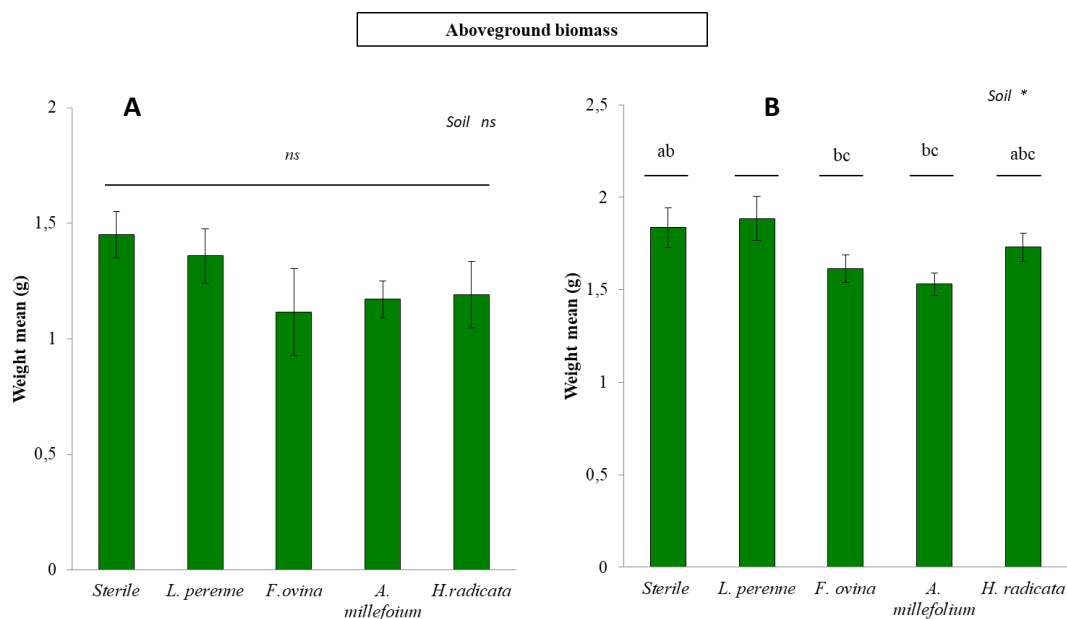 Aboveground biomass
A
Soil ns
ns
Weight mean (g)
2
1,5
1
0,5
0
Sterile
L. perenne
F.ovina
A.
millefoium
H.radicata
B
Soil *
ab
bc
bc
abc
Weight mean (g)
2,5
2
1,5
1
0,5
0
Sterile
L. perenne
F. ovina
A.
millefolium
H. radicata